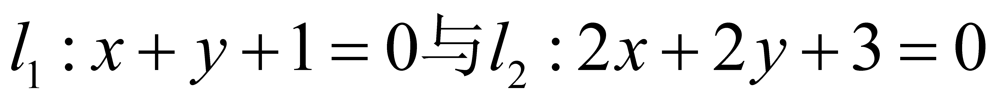 l₁ : x + y + 1 = 0与l₂ : 2x + 2y + 3 = 0